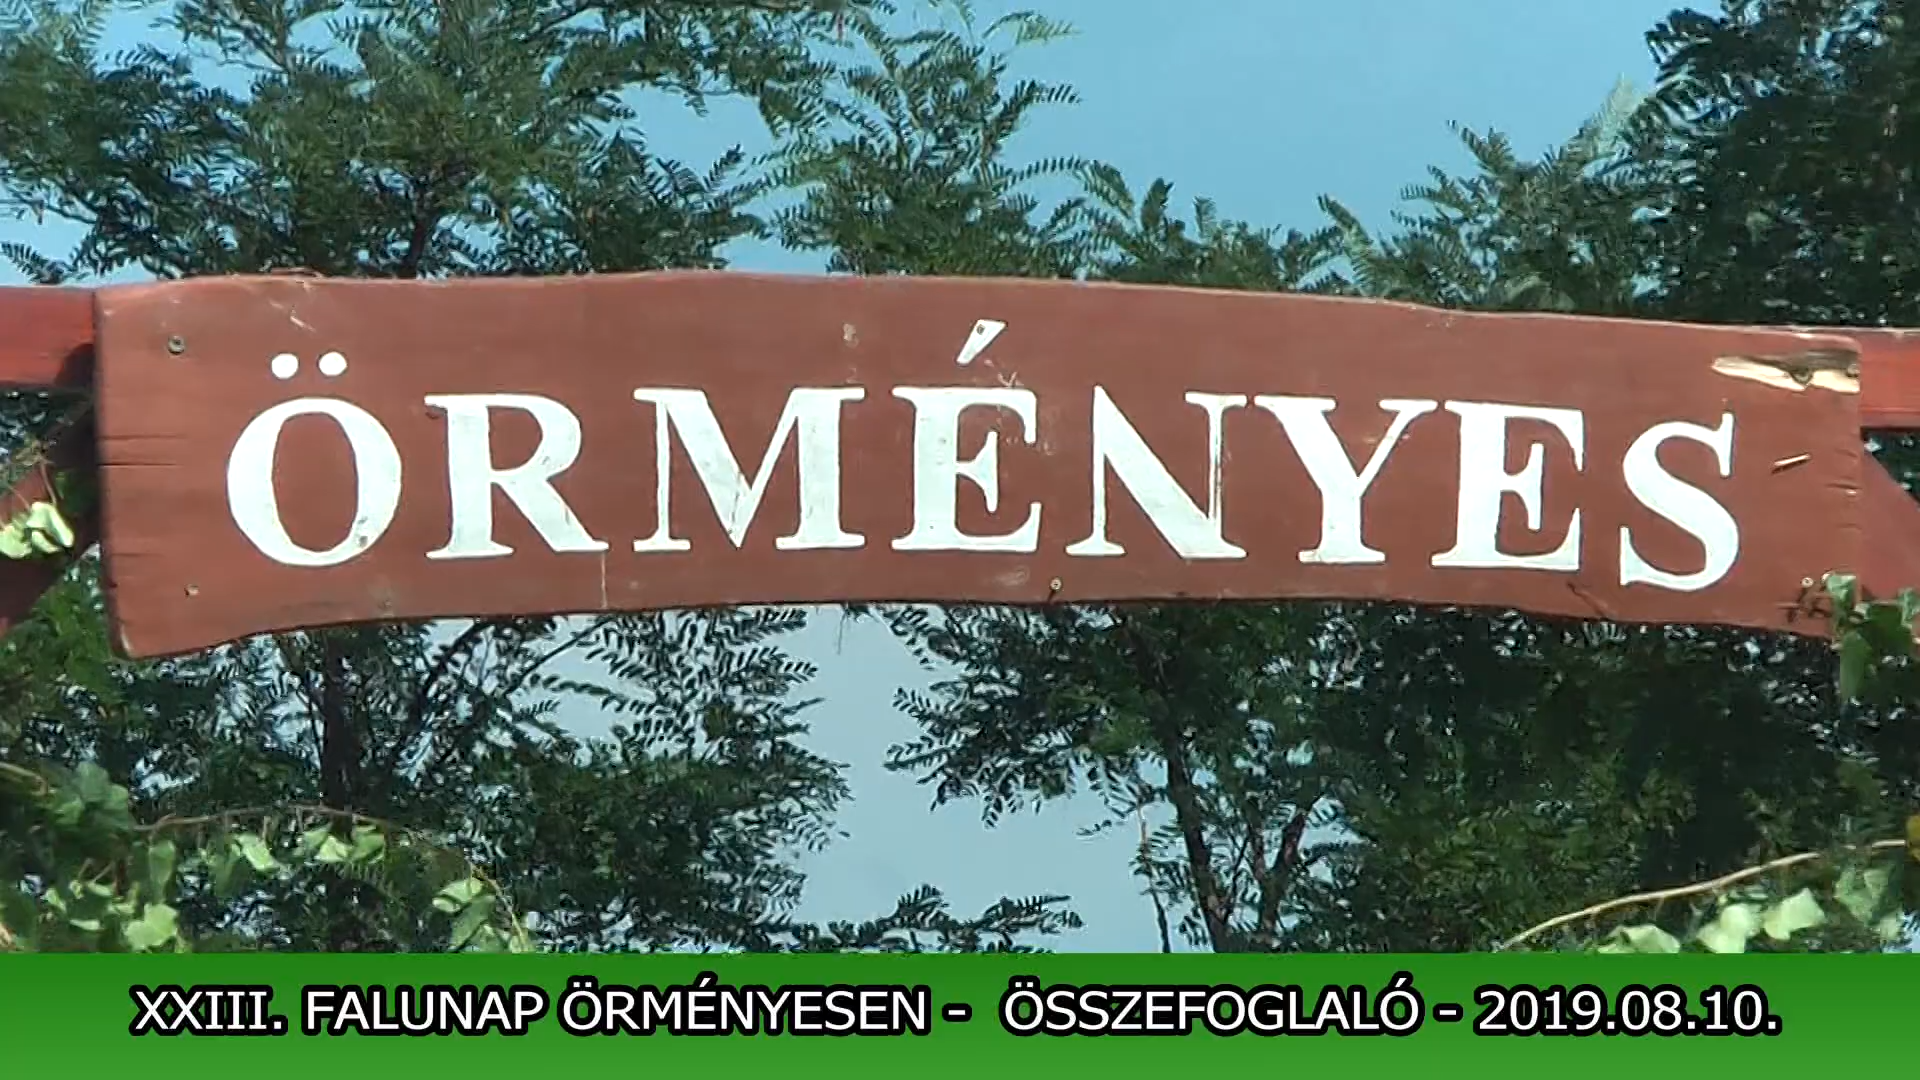 ÖRMÉNYES
XXIII. FALUNAP ÖRMÉNYESEN - ÖSSZEFOGLALÓ - 2019.08.10.